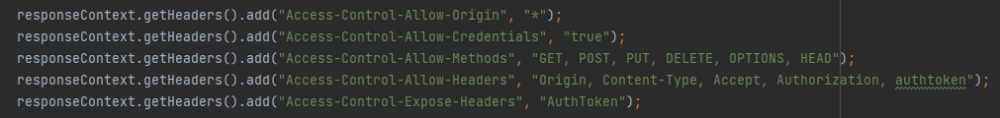 responseContext.getHeaders().add("Access-Control-Allow-Origin", "*");
responseContext.getHeaders().add("Access-Control-Allow-Credentials", "true");
responseContext.getHeaders().add("Access-Control-Allow-Methods", "GET, POST, PUT, DELETE, OPTIONS, HEAD");
responseContext.getHeaders().add("Access-Control-Allow-Headers", "Origin, Content-Type, Accept, Authorization, authtoken");
responseContext.getHeaders().add("Access-Control-Expose-Headers", "AuthToken");